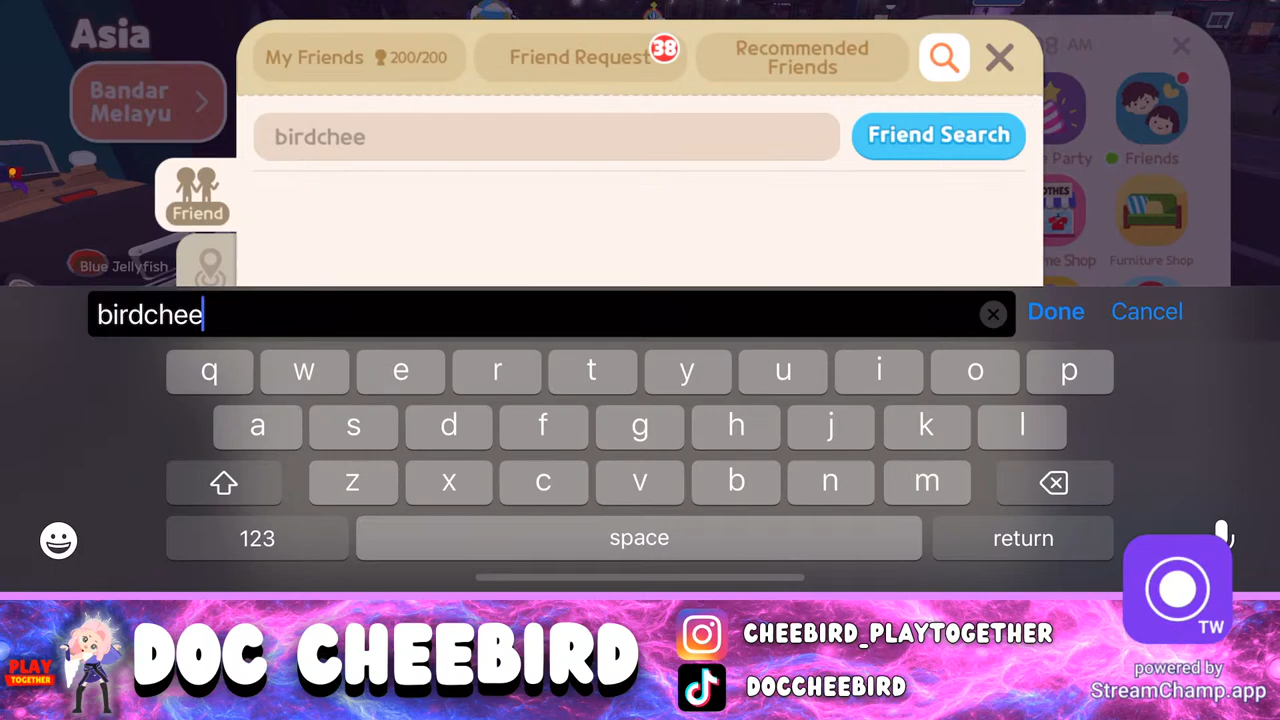 Asia
Bandar
Melayu
My Friends 200/200
Friend Request 38
Recommended
Friends
AM
birdchee
Friend Search
Friend
Party
Friends
Blue Jellyfish
me Shop
Furniture Shop
birdchee
Done
Cancel
q w e r t y u i o p
a s d f g h j k l
z x c v b n m
123 space return
PLAY
TOGETHER
DOC CHEEBIRD
CHEEBIRD_PLAYTOGETHER
DOCCHEEBIRD
TW
powered by
StreamChamp.app